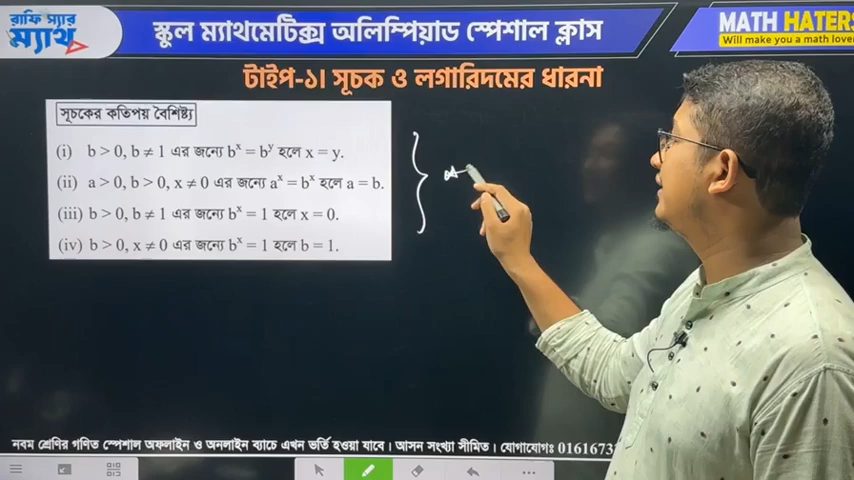 রাফি স্যার
ম্যাথ
স্কুল ম্যাথমেটিক্স অলিম্পিয়াড স্পেশাল ক্লাস
MATH HATERS
Will make you a math lover
টাইপ-১। সূচক ও লগারিদমের ধারনা
সূচকের কতিপয় বৈশিষ্ট্য
(i) b > 0, b ≠ 1 এর জন্যে bˣ = bʸ হলে x = y.
(ii) a > 0, b > 0, x ≠ 0 এর জন্যে aˣ = bˣ হলে a = b.
(iii) b > 0, b ≠ 1 এর জন্যে bˣ = 1 হলে x = 0.
(iv) b > 0, x ≠ 0 এর জন্যে bˣ = 1 হলে b = 1.
নবম শ্রেণির গণিত স্পেশাল অফলাইন ও অনলাইন ব্যাচে এখন ভর্তি হওয়া যাবে। আসন সংখ্যা সীমিত। যোগাযোগঃ 0161673